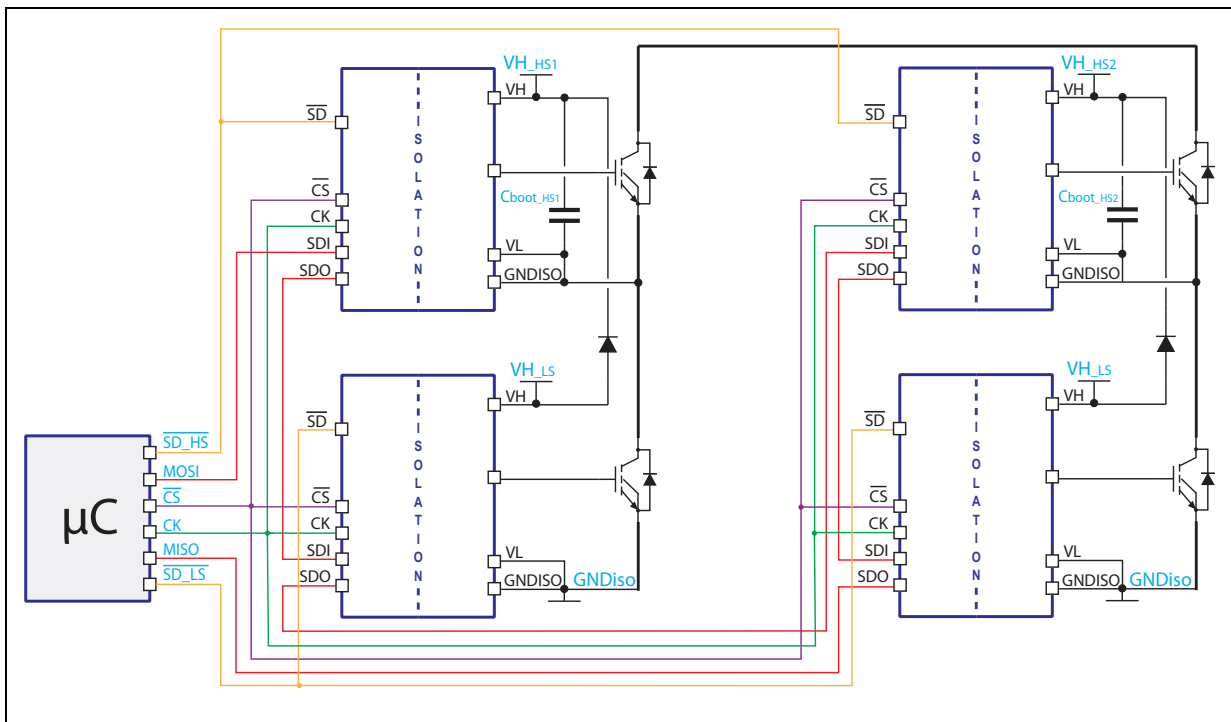 VH_HS1
VH
SD
ISOLATION
CS
CK
SDI
SDO
Cboot_HS1
VL
GNDISO
VH_HS2
VH
SD
ISOLATION
CS
CK
SDI
SDO
Cboot_HS2
VL
GNDISO
VH_LS
VH
SD
ISOLATION
CS
CK
SDI
SDO
VL
GNDISO
GNDiso
VH_LS
VH
SD
ISOLATION
CS
CK
SDI
SDO
VL
GNDISO
GNDiso
µC
SD_HS
MOSI
CS
CK
MISO
SD_LS